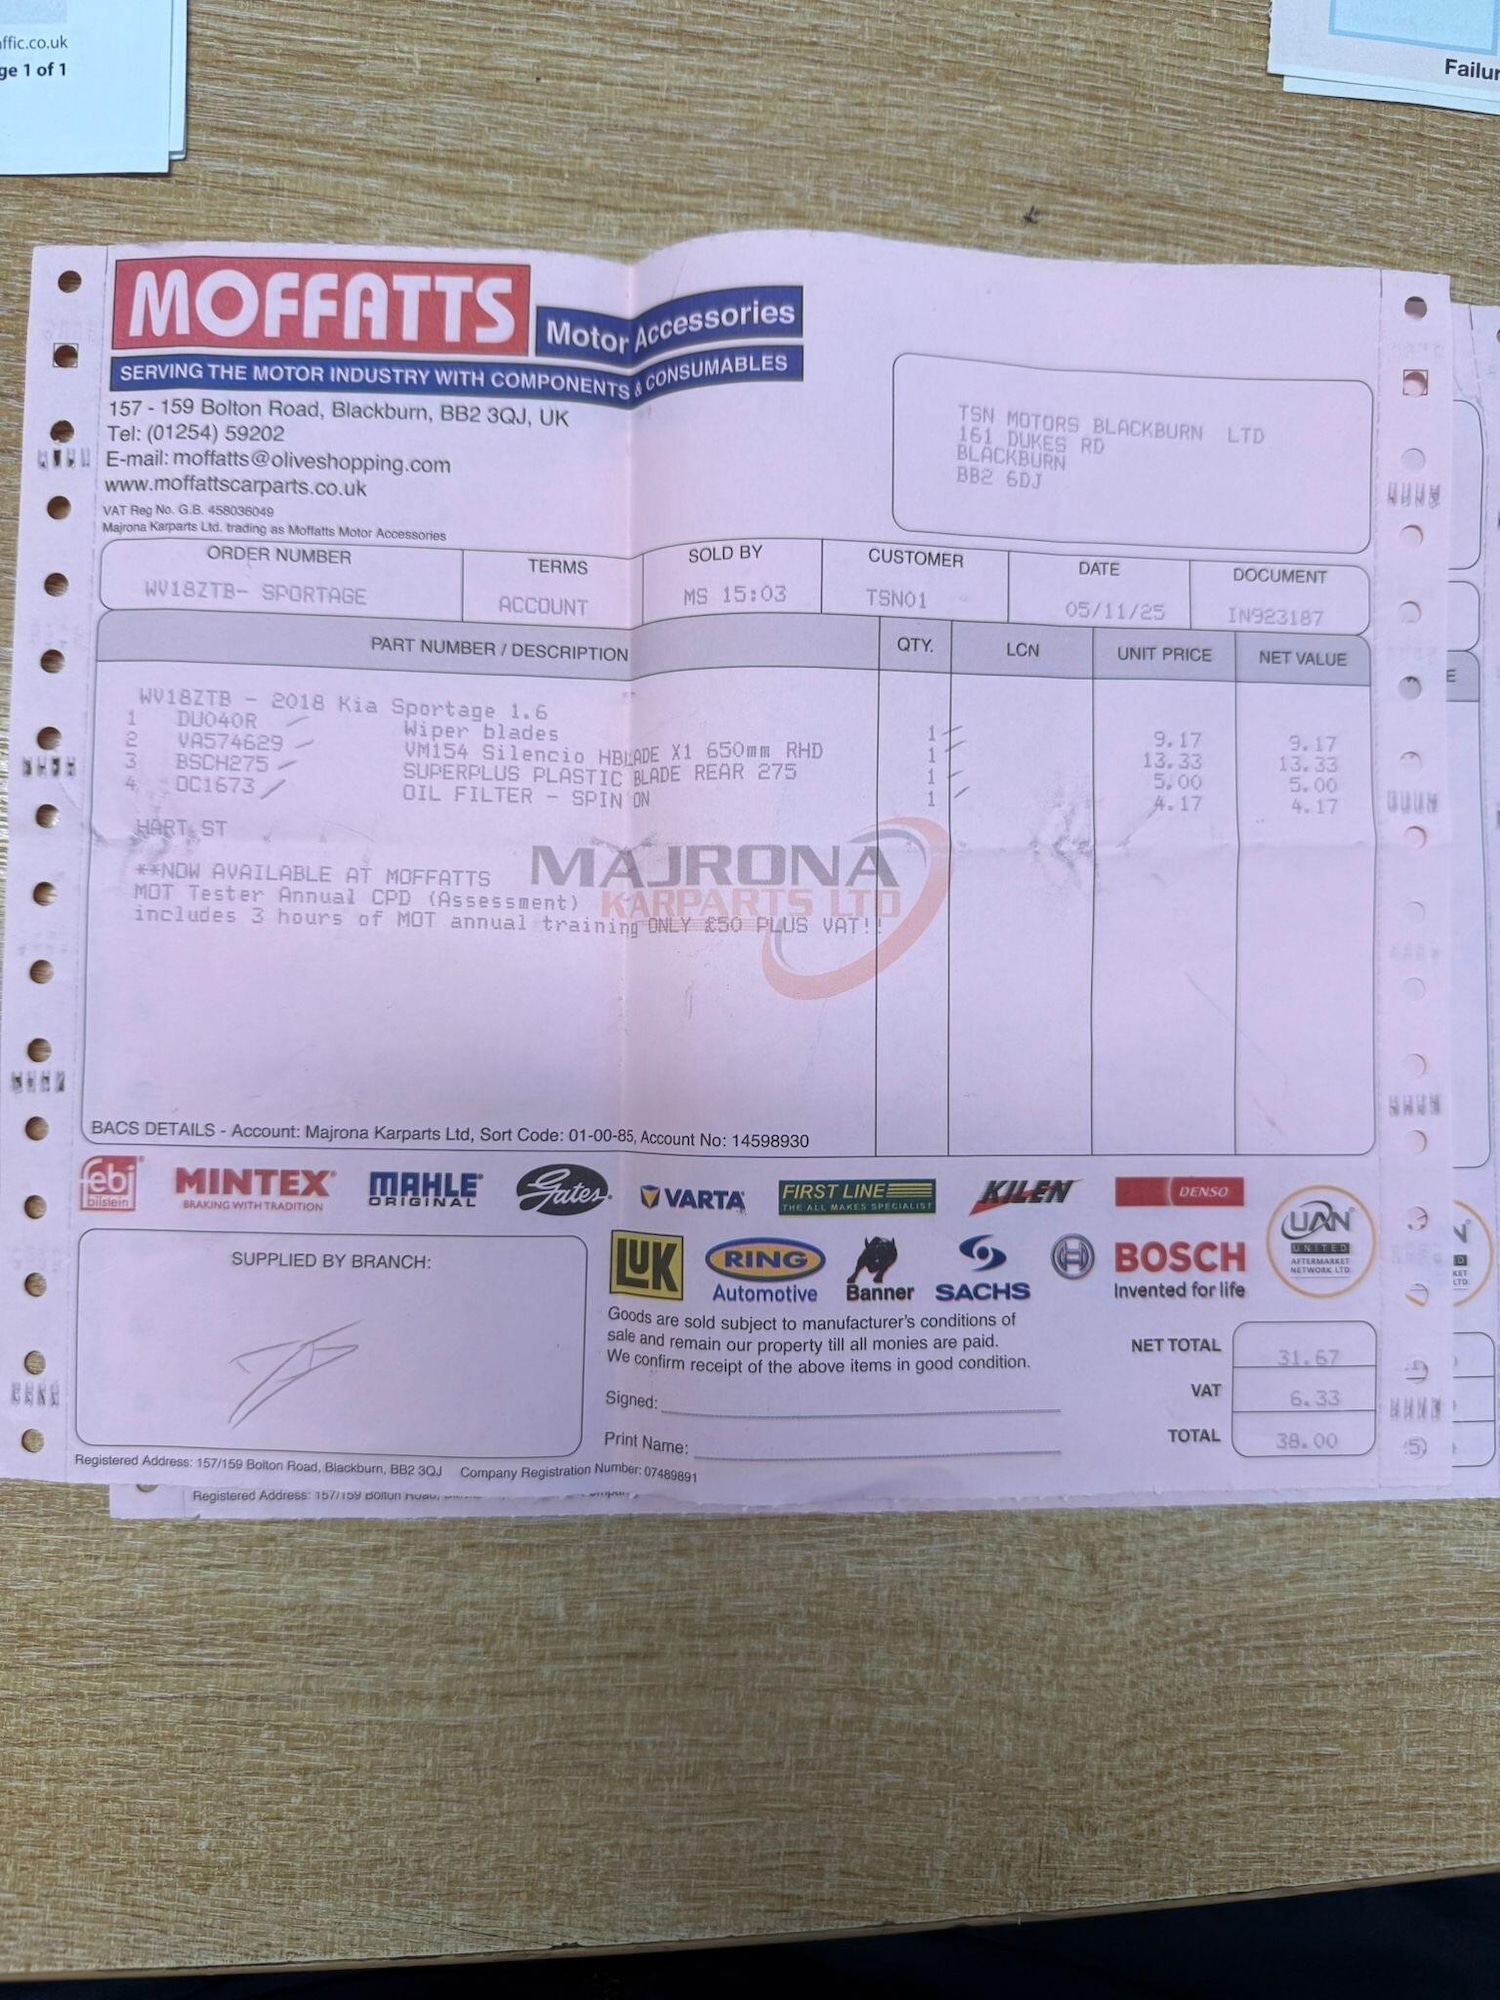 ffic.co.uk
ge 1 of 1
Failur
MOFFATTS
Motor Accessories
SERVING THE MOTOR INDUSTRY WITH COMPONENTS & CONSUMABLES
157 - 159 Bolton Road, Blackburn, BB2 3QJ, UK
Tel: (01254) 59202
E-mail: moffatts@oliveshopping.com
www.moffattscarparts.co.uk
VAT Reg No. G.B. 458036049
Majrona Karparts Ltd. trading as Moffatts Motor Accessories
TSN MOTORS BLACKBURN LTD
161 DUKES RD
BLACKBURN
BB2 6DJ
ORDER NUMBER TERMS SOLD BY CUSTOMER DATE DOCUMENT
WV18ZTB- SPORTAGE ACCOUNT MS 15:03 TSN01 05/11/25 IN923187
PART NUMBER / DESCRIPTION QTY. LCN UNIT PRICE NET VALUE
WV18ZTB - 2018 Kia Sportage 1.6
1 DUO40R Wiper blades 1 9.17 9.17
2 VA574629 VM154 Silencio HBLADE X1 650mm RHD 1 13.33 13.33
3 BSCH275 SUPERPLUS PLASTIC BLADE REAR 275 1 5.00 5.00
4 OC1673 OIL FILTER - SPIN ON 1 4.17 4.17
HART ST
**NOW AVAILABLE AT MOFFATTS
MOT Tester Annual CPD (Assessment)
includes 3 hours of MOT annual training ONLY £50 PLUS VAT!!
MAJRONA
KARPARTS LTD
BACS DETAILS - Account: Majrona Karparts Ltd, Sort Code: 01-00-85, Account No: 14598930
febi
bilstein
MINTEX
BRAKING WITH TRADITION
MAHLE
ORIGINAL
Gates
VARTA
FIRST LINE
THE ALL MAKES SPECIALIST
KILEN
DENSO
UAN
UNITED
AFTERMARKET
NETWORK LTD
LUK
RING
Automotive
Banner
SACHS
BOSCH
Invented for life
SUPPLIED BY BRANCH:
Goods are sold subject to manufacturer's conditions of
sale and remain our property till all monies are paid.
We confirm receipt of the above items in good condition.
Signed:
Print Name:
NET TOTAL 31.67
VAT 6.33
TOTAL 38.00
Registered Address: 157/159 Bolton Road, Blackburn, BB2 3QJ Company Registration Number: 07489891
Registered Address: 157/159 Bolton Road,